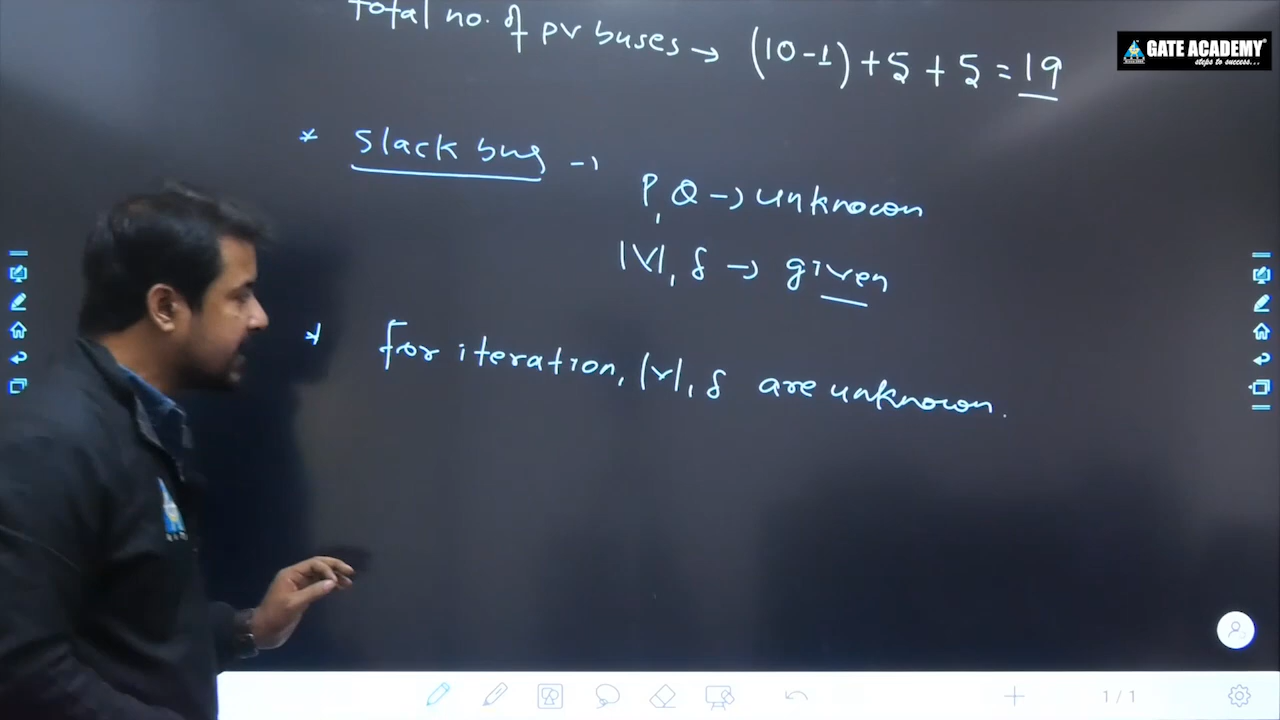 Total no. of PV buses → (10-1)+5+5=19
GATE ACADEMY®
steps to success...
* Slack bus →
P, Q → unknown
|V|, δ → given
* For iteration, |V|, δ are unknown.
1/1